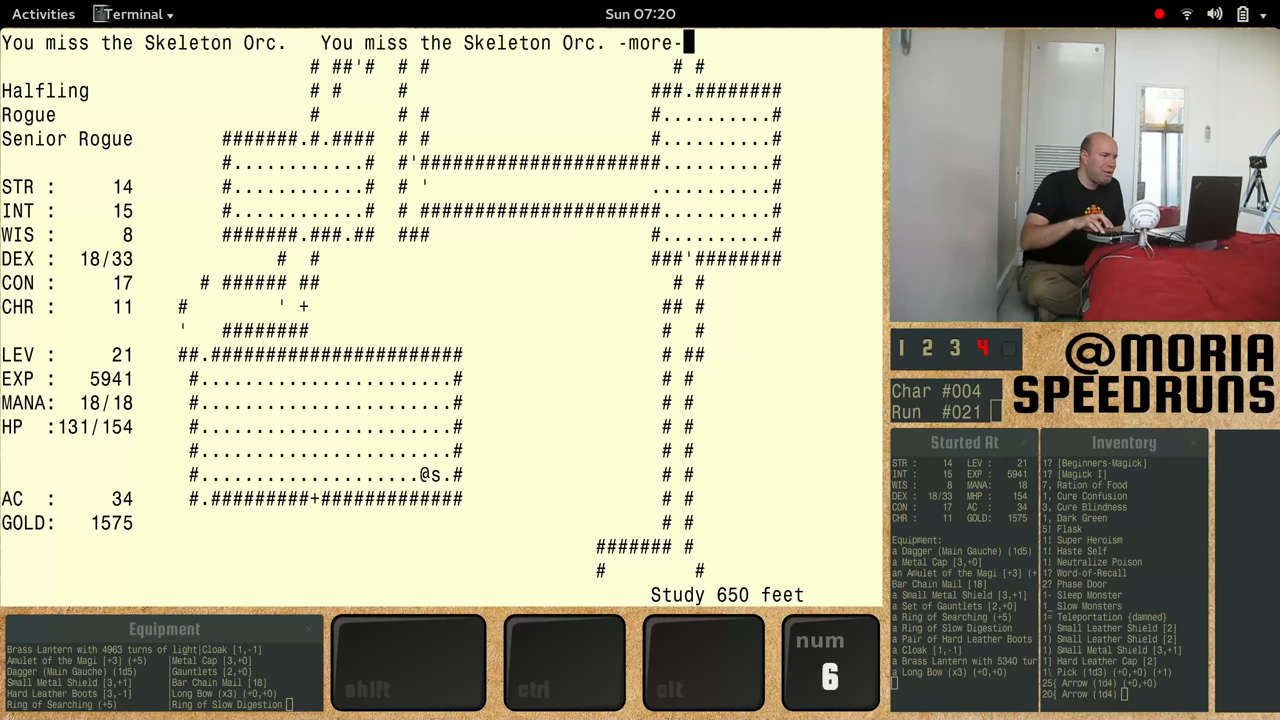 Activities Terminal Sun 07:20
You miss the Skeleton Orc. You miss the Skeleton Orc. -more-
# ##'# # # # #
Halfling # # # ###.########
Rogue # # # #..........#
Senior Rogue #######.#.#### # # #..........#
#............# #'######################..........#
STR : 14 #............# # ' ...........#
INT : 15 #............# # ######################..........#
WIS : 8 #######.###.## ### #..........#
DEX : 18/33 # # ###'########
CON : 17 # ###### ## # #
CHR : 11 # ' + ## #
' ######## # #
LEV : 21 ##.####################### # ##
EXP : 5941 #.......................# # #
MANA: 18/18 #.......................# # #
HP :131/154 #.......................# # #
#.......................# # #
#....................@s.# # #
AC : 34 #.#########+############# # #
GOLD: 1575 # #
####### #
# #
Study 650 feet
1 2 3 4
@MORIA
SPEEDRUNS
Char #004
Run #021
Started At
STR : 14 LEV : 21
INT : 15 EXP : 5941
WIS : 8 MANA: 18
DEX : 18/33 MHP : 154
CON : 17 AC : 34
CHR : 11 GOLD: 1575
Equipment:
a Dagger (Main Gauche) (1d5)
a Metal Cap [3,+0]
an Amulet of the Magi [+3] (+
Bar Chain Mail [18]
a Small Metal Shield [3,+1]
a Set of Gauntlets [2,+0]
a Ring of Searching (+5)
a Ring of Slow Digestion
a Pair of Hard Leather Boots
a Cloak [1,-1]
a Brass Lantern with 5340 tur
a Long Bow (x3) (+0,+0)
Inventory
1? [Beginners-Magick]
1? [Magick I]
7, Ration of Food
1, Cure Confusion
3, Cure Blindness
1, Dark Green
5! Flask
1! Super Heroism
1! Haste Self
1! Neutralize Poison
1? Word-of-Recall
2? Phase Door
1- Sleep Monster
1_ Slow Monsters
1= Teleportation {damned}
1) Small Leather Shield [2]
1) Small Leather Shield [2]
1) Small Metal Shield [3,+1]
1] Hard Leather Cap [2]
1\ Pick (1d3) (+0,+0) (+1)
25{ Arrow (1d4) (+0,+0)
20{ Arrow (1d4)
Equipment
Brass Lantern with 4963 turns of light|Cloak [1,-1]
Amulet of the Magi [+3] (+5) |Metal Cap [3,+0]
Dagger (Main Gauche) (1d5) |Gauntlets [2,+0]
Small Metal Shield [3,+1] |Bar Chain Mail [18]
Hard Leather Boots [3,-1] |Long Bow (x3) (+0,+0)
Ring of Searching (+5) |Ring of Slow Digestion
shift
ctrl
alt
num
6